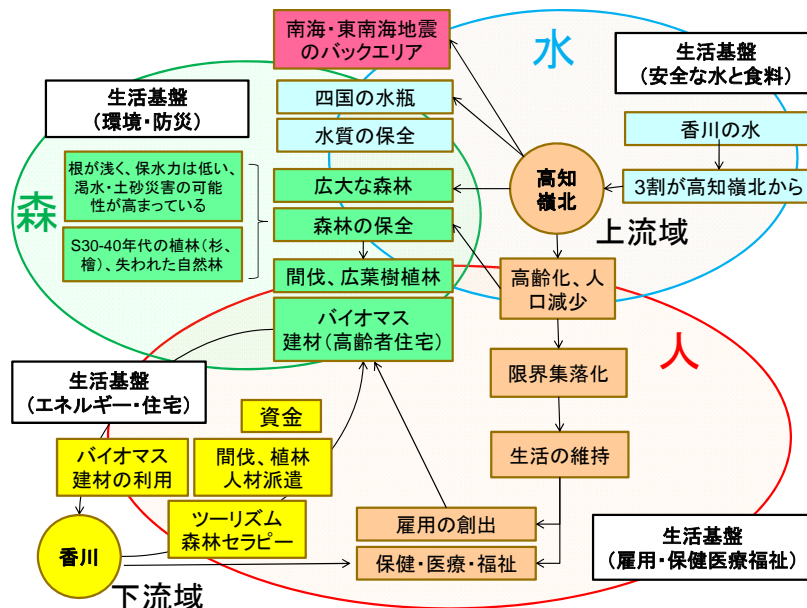 南海・東南海地震
のバックエリア
水
生活基盤
(安全な水と食料)
生活基盤
(環境・防災)
四国の水瓶
水質の保全
香川の水
根が浅く、保水力は低い、
渇水・土砂災害の可能
性が高まっている
広大な森林
高知
嶺北
3割が高知嶺北から
森
森林の保全
上流域
S30-40年代の植林(杉、
檜)、失われた自然林
間伐、広葉樹植林
高齢化、人
口減少
バイオマス
建材(高齢者住宅)
人
生活基盤
(エネルギー・住宅)
限界集落化
資金
バイオマス
建材の利用
間伐、植林
人材派遣
生活の維持
ツーリズム
森林セラピー
雇用の創出
生活基盤
(雇用・保健医療福祉)
香川
保健・医療・福祉
下流域